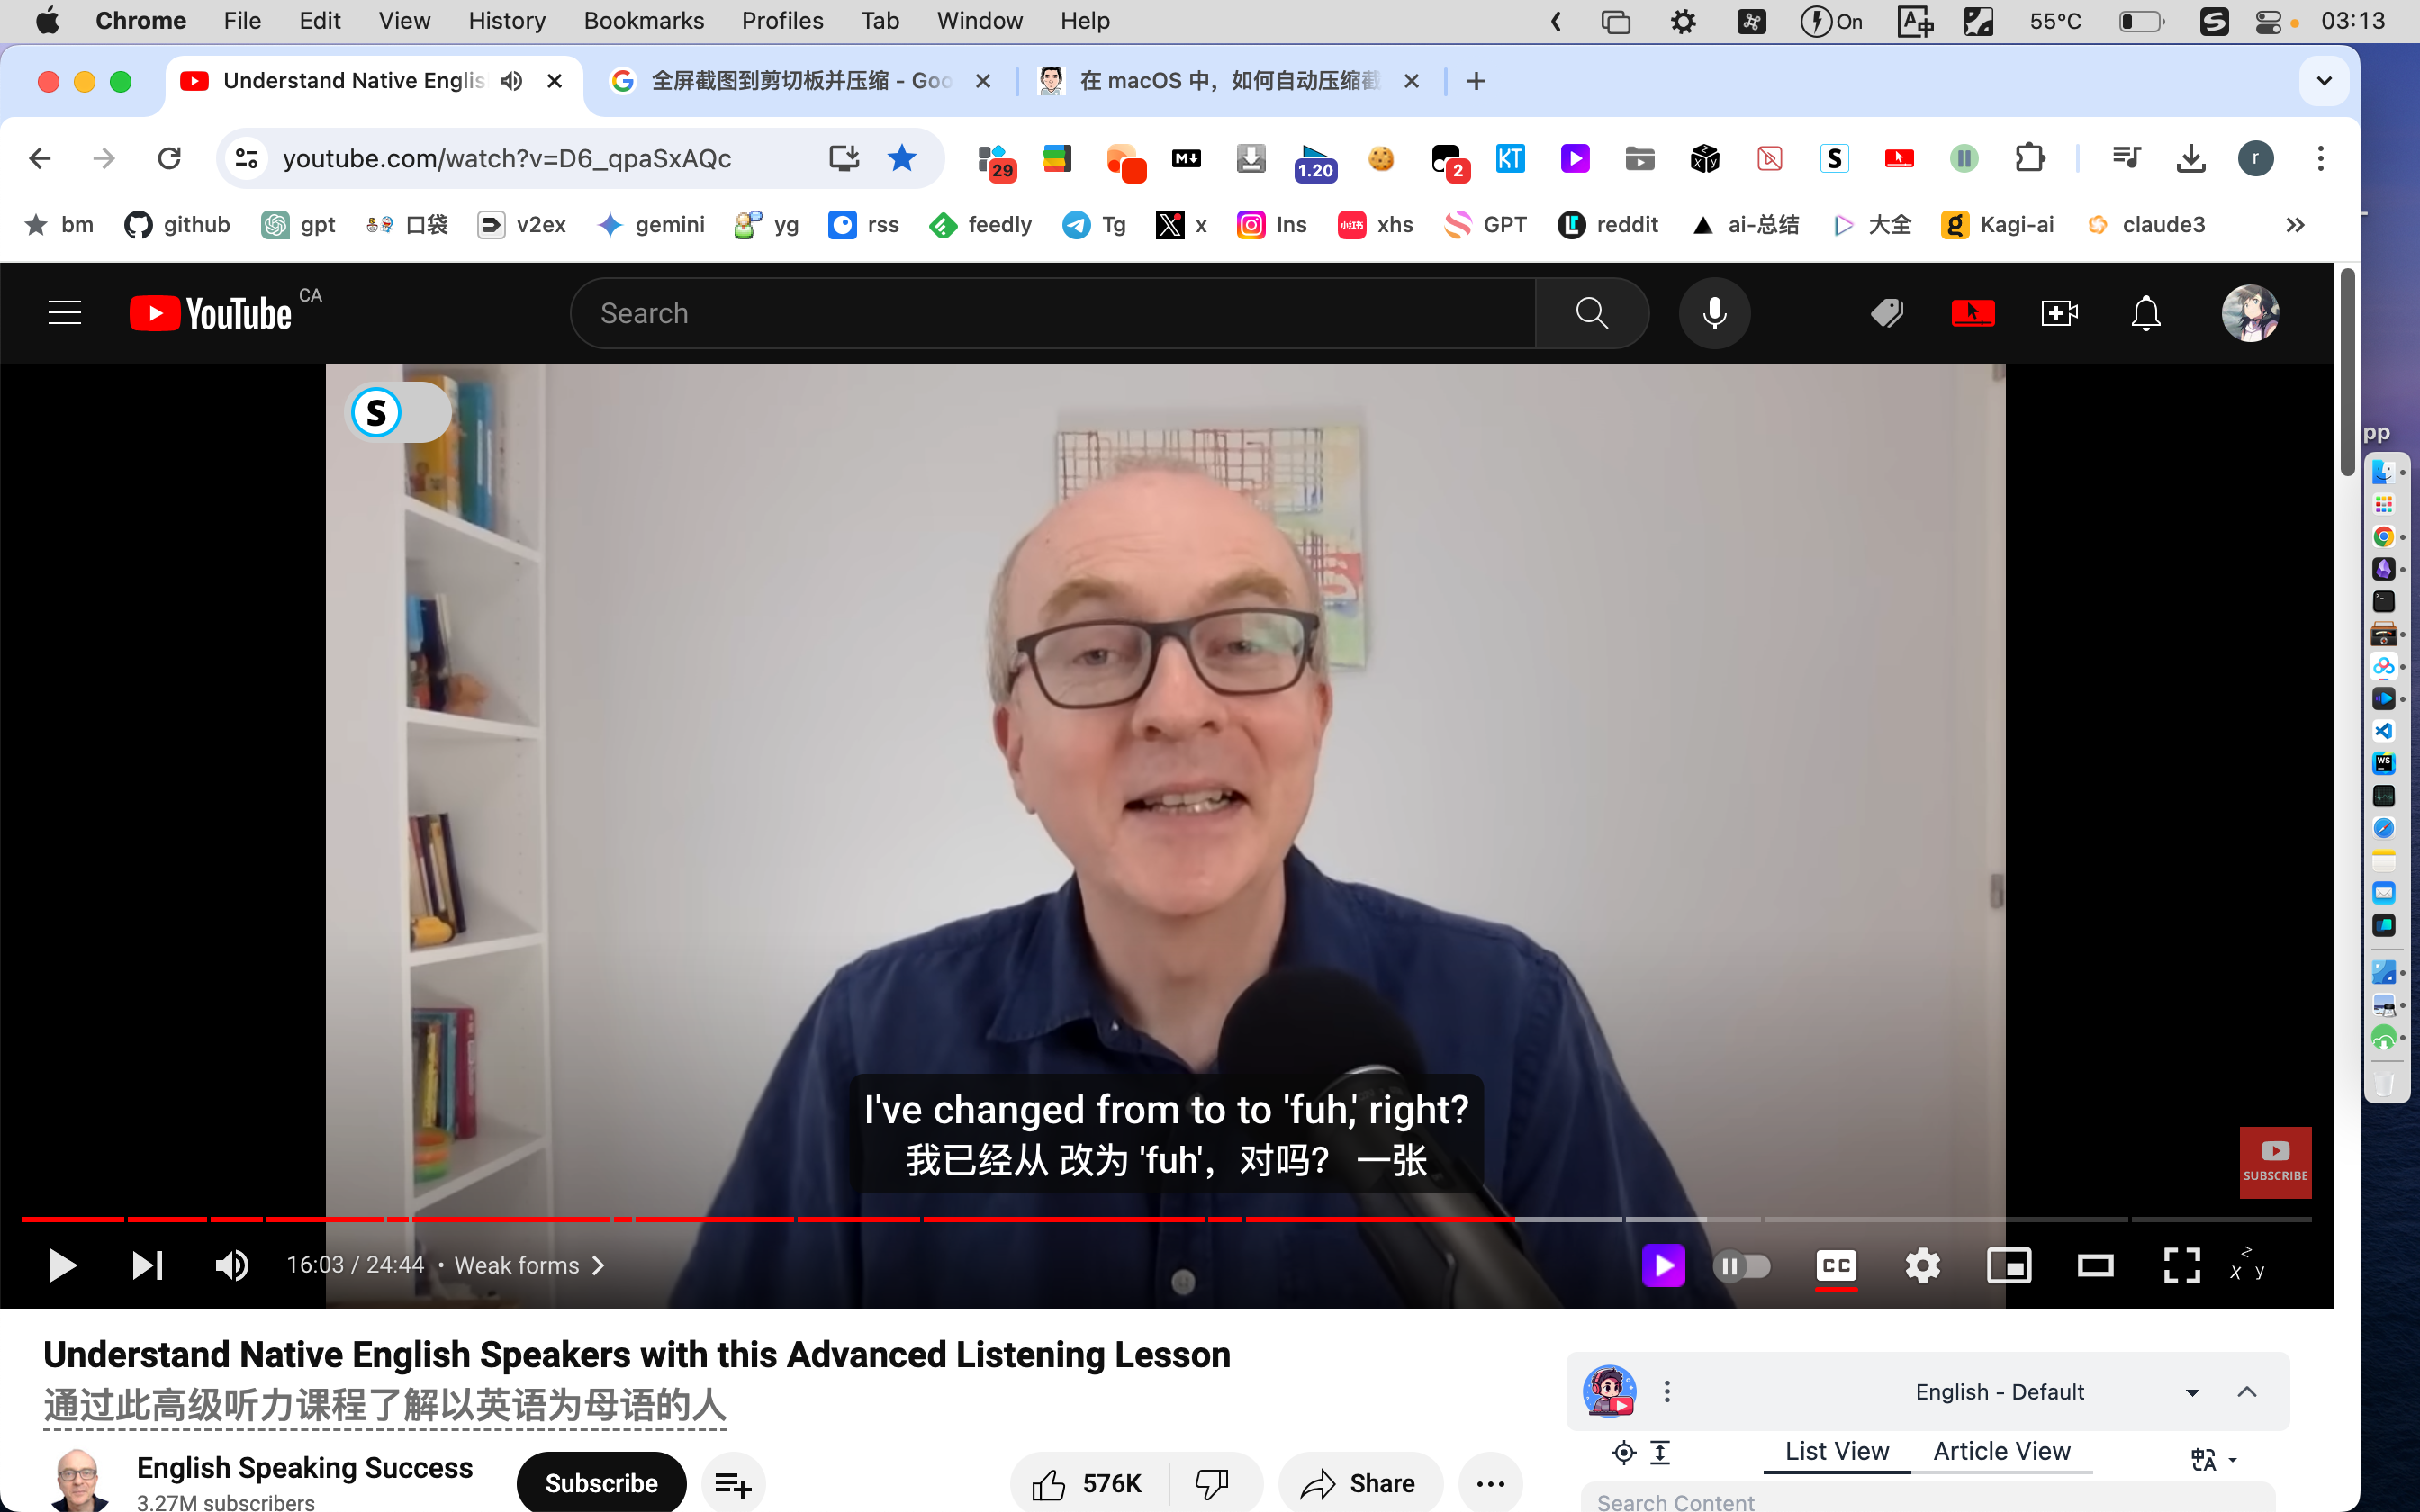 Chrome File Edit View History Bookmarks Profiles Tab Window Help On 55°C 03:13
Understand Native Englis 全屏截图到剪切板并压缩 - Goo 在 macOS 中，如何自动压缩截
youtube.com/watch?v=D6_qpaSxAQc 29 1.20 2 KT S r
bm github gpt 口袋 v2ex gemini yg rss feedly Tg x Ins xhs GPT reddit ai-总结 大全 Kagi-ai claude3
YouTube CA Search
S
pp
I've changed from to to 'fuh,' right?
我已经从 改为 'fuh'，对吗？ 一张
SUBSCRIBE
16:03 / 24:44 • Weak forms CC
Understand Native English Speakers with this Advanced Listening Lesson
通过此高级听力课程了解以英语为母语的人
English - Default
List View Article View
English Speaking Success
3.27M subscribers
Subscribe 576K Share
Search Content